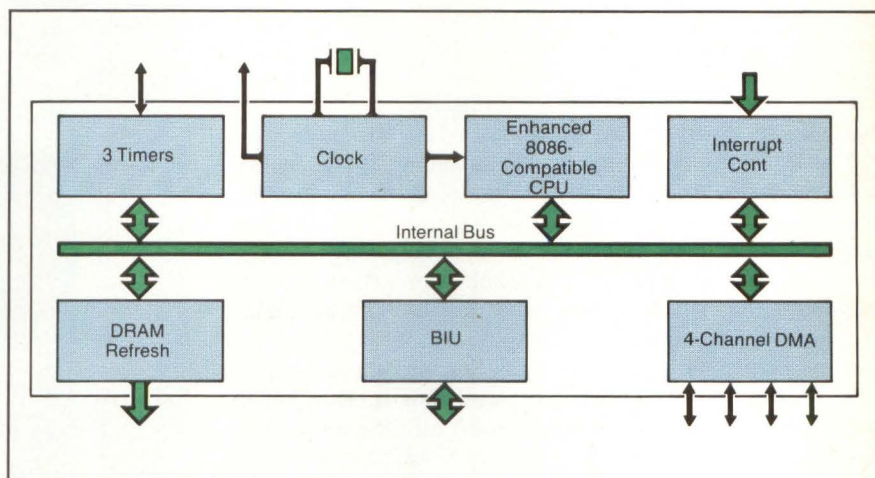 3 Timers
Clock
Enhanced
8086-
Compatible
CPU
Interrupt
Cont
Internal Bus
DRAM
Refresh
BIU
4-Channel DMA